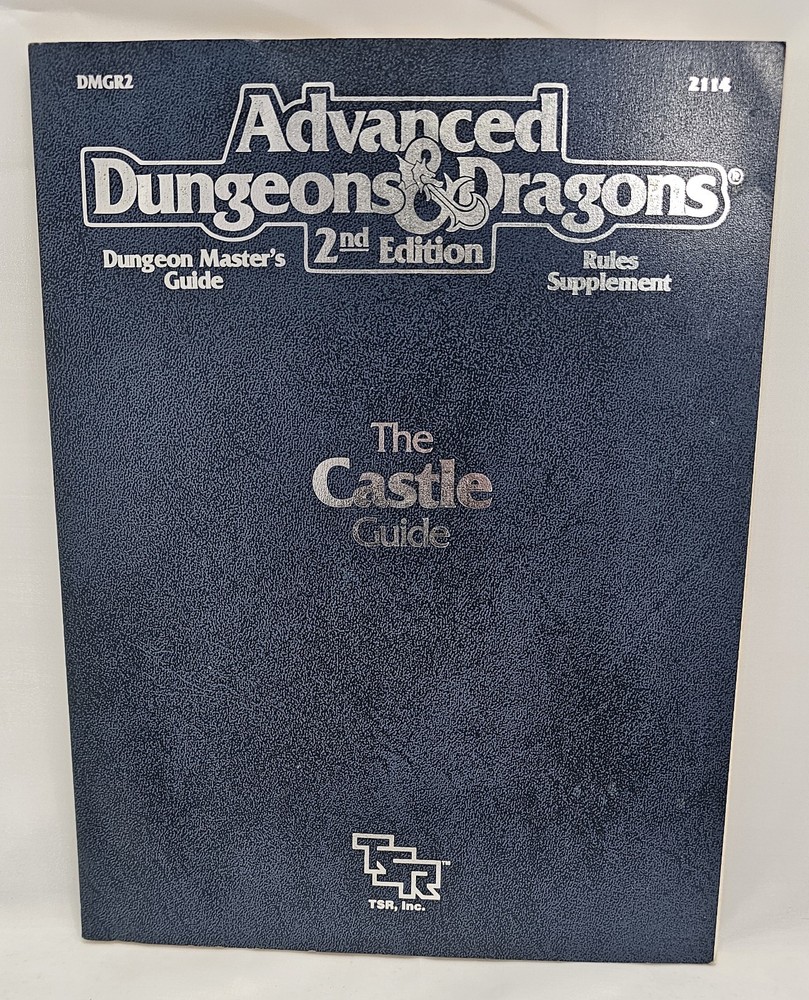 DMGR2
2114
Advanced
Dungeons & Dragons®
2nd Edition
Dungeon Master's
Guide
Rules
Supplement
The
Castle
Guide
TSR™
TSR, Inc.